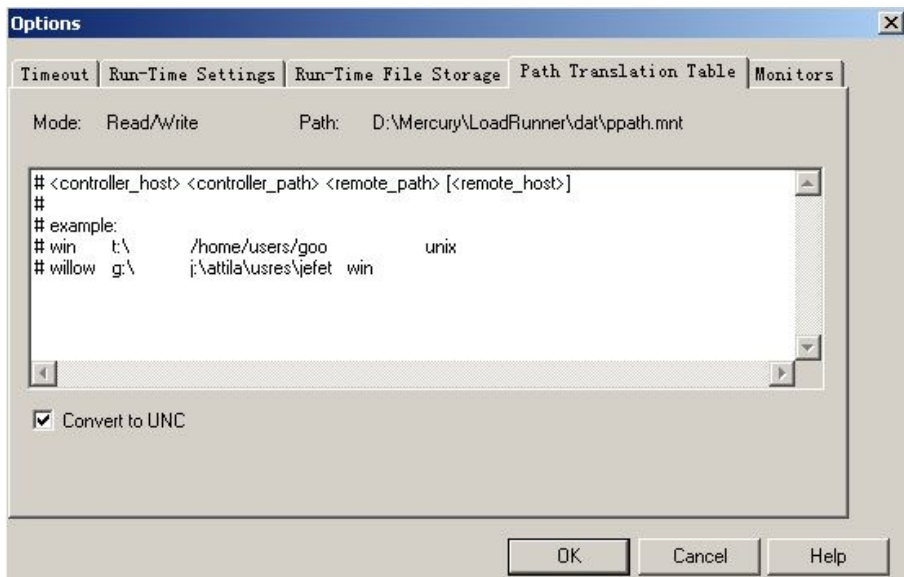 Options
Timeout Run-Time Settings Run-Time File Storage Path Translation Table Monitors
Mode: Read/Write Path: D:\Mercury\LoadRunner\dat\ppath.mnt
# <controller_host> <controller_path> <remote_path> [<remote_host>]
#
# example:
# win t:\ /home/users/goo unix
# willow g:\ j:\attila\usres\jefet win
Convert to UNC
OK Cancel Help